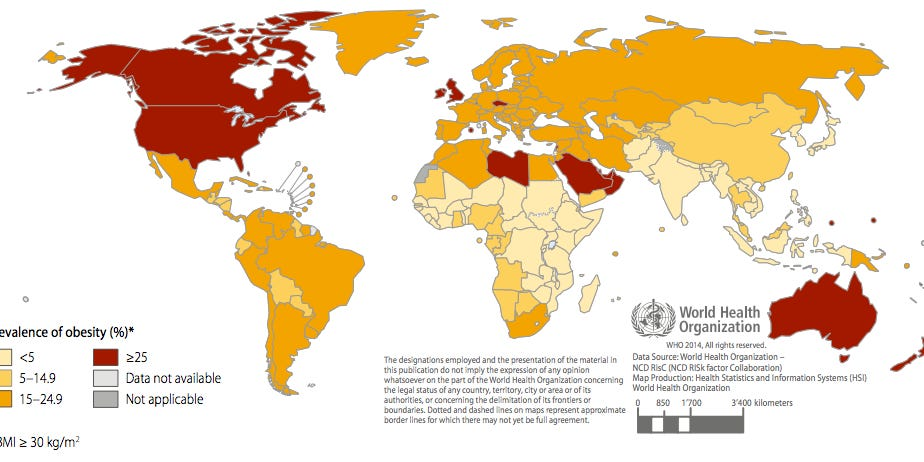 World Health
Organization
WHO 2014, All rights reserved.
Data Source: World Health Organization –
NCD RisC (NCD RISk factor Collaboration)
Map Production: Health Statistics and Information Systems (HSI)
World Health Organization
0 850 1'700 3'400 kilometers
evalence of obesity (%)*
<5
5–14.9
15–24.9
≥25
Data not available
Not applicable
BMI ≥ 30 kg/m²
The designations employed and the presentation of the material in
this publication do not imply the expression of any opinion
whatsoever on the part of the World Health Organization concerning
the legal status of any country, territory, city or area or of its
authorities, or concerning the delimitation of its frontiers or
boundaries. Dotted and dashed lines on maps represent approximate
border lines for which there may not yet be full agreement.